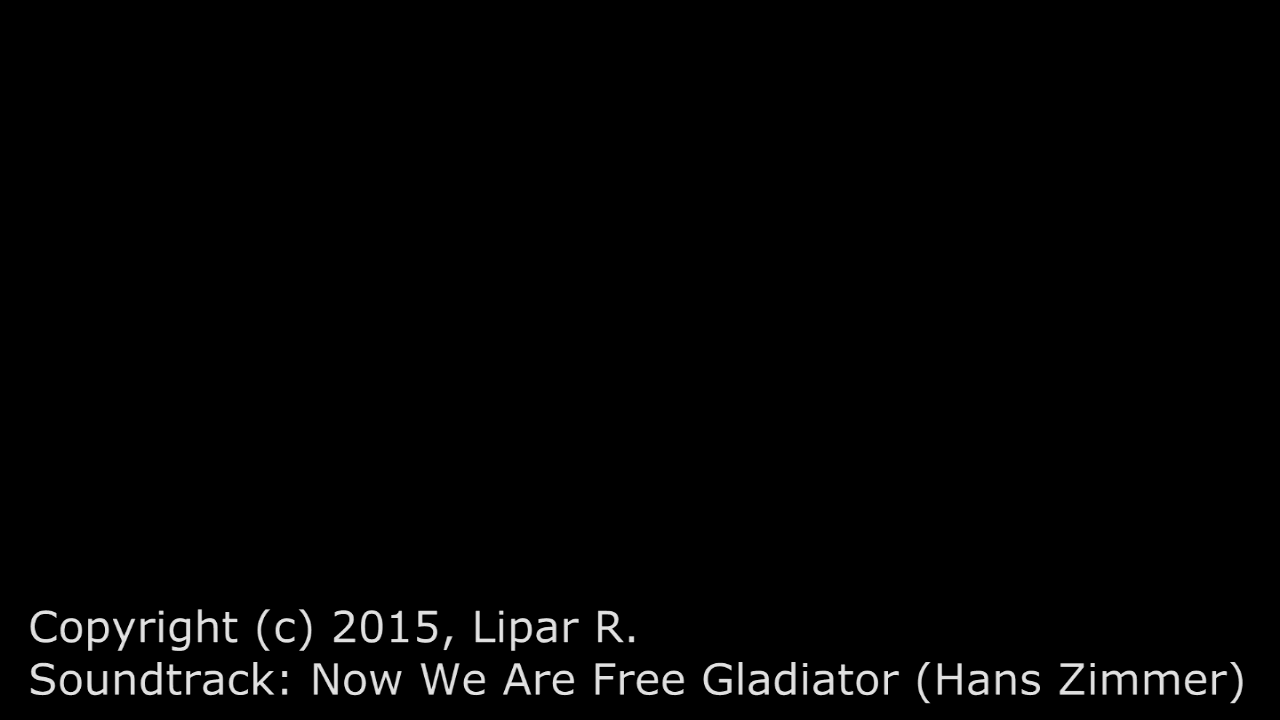 Copyright (c) 2015, Lipar R.
Soundtrack: Now We Are Free Gladiator (Hans Zimmer)